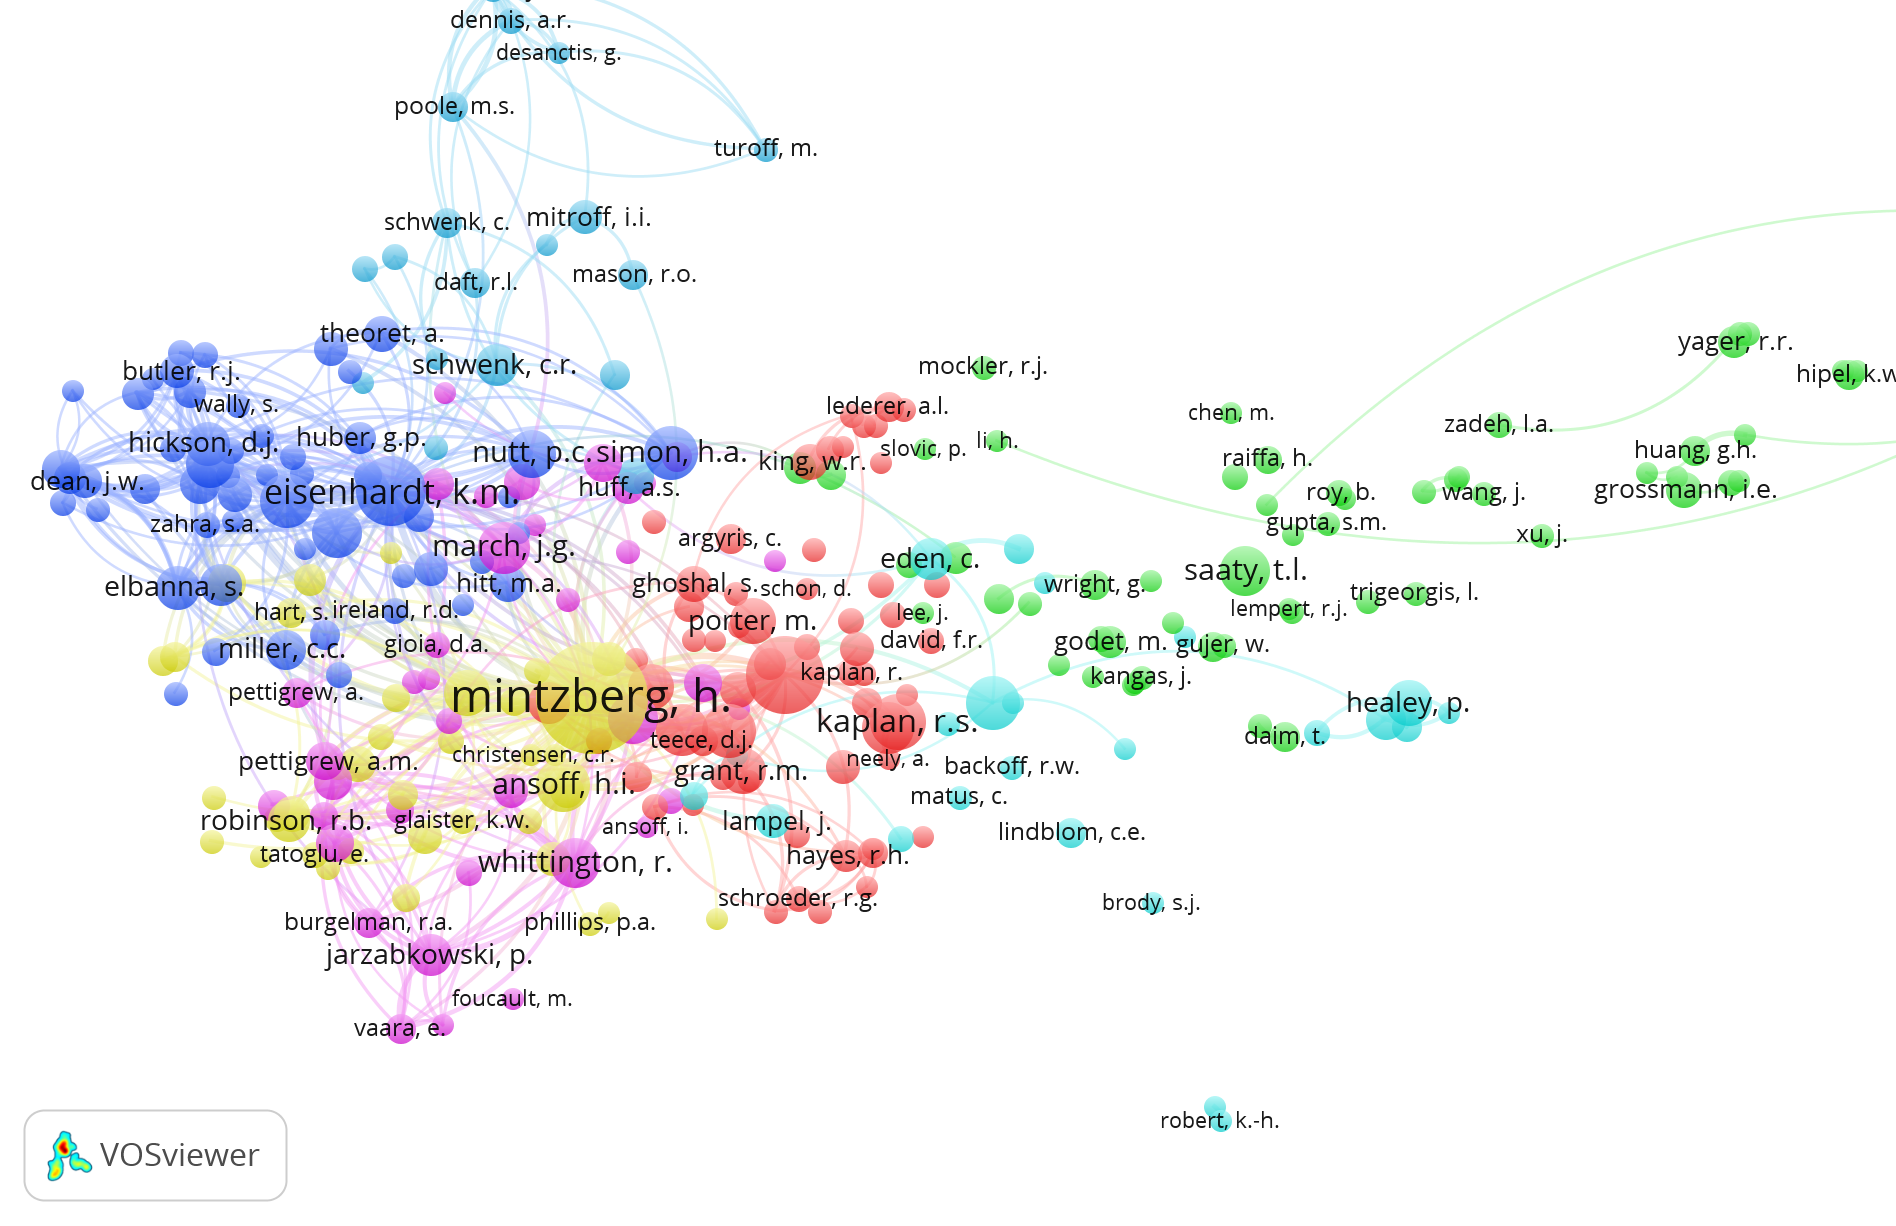 dennis, a.r.
desanctis, g.
poole, m.s.
turoff, m.
schwenk, c.
mitroff, i.i.
daft, r.l.
mason, r.o.
theoret, a.
yager, r.r.
schwenk, c.r.
mockler, r.j.
butler, r.j.
hipel, k.w
wally, s.
lederer, a.l.
chen, m.
zadeh, l.a.
hickson, d.j.
huber, g.p.
nutt, p.c.
simon, h.a.
slovic, p.
li, h.
huang, g.h.
king, w.r.
raiffa, h.
dean, j.w.
eisenhardt, k.m.
huff, a.s.
roy, b.
wang, j.
grossmann, i.e.
zahra, s.a.
gupta, s.m.
xu, j.
march, j.g.
argyris, c.
eden, c.
saaty, t.l.
elbanna, s.
hitt, m.a.
ghoshal, s.
schon, d.
wright, g.
trigeorgis, l.
hart, s.
ireland, r.d.
porter, m.
lee, j.
lempert, r.j.
miller, c.c.
gioia, d.a.
david, f.r.
godet, m.
gujer, w.
pettigrew, a.
mintzberg, h.
kaplan, r.
kangas, j.
healey, p.
kaplan, r.s.
teece, d.j.
daim, t.
pettigrew, a.m.
christensen, c.r.
grant, r.m.
neely, a.
backoff, r.w.
ansoff, h.i.
matus, c.
robinson, r.b.
glaister, k.w.
ansoff, i.
lampel, j.
lindblom, c.e.
tatoglu, e.
whittington, r.
hayes, r.h.
schroeder, r.g.
brody, s.j.
burgelman, r.a.
phillips, p.a.
jarzabkowski, p.
foucault, m.
vaara, e.
robert, k.-h.
VOSviewer